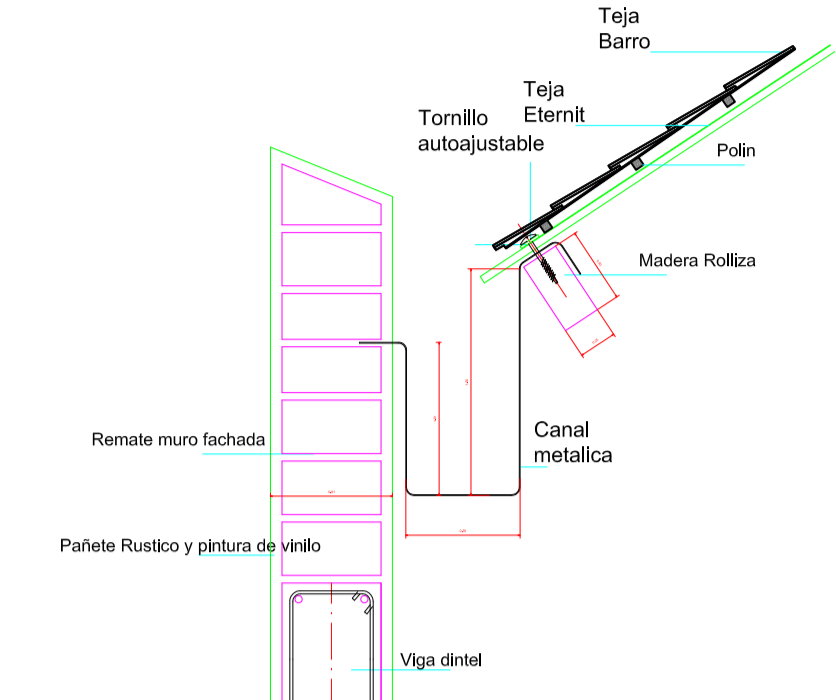 Teja
Barro
Teja
Eternit
Tornillo
autoajustable
Polin
Madera Rolliza
Canal
metalica
Remate muro fachada
Pañete Rustico y pintura de vinilo
Viga dintel